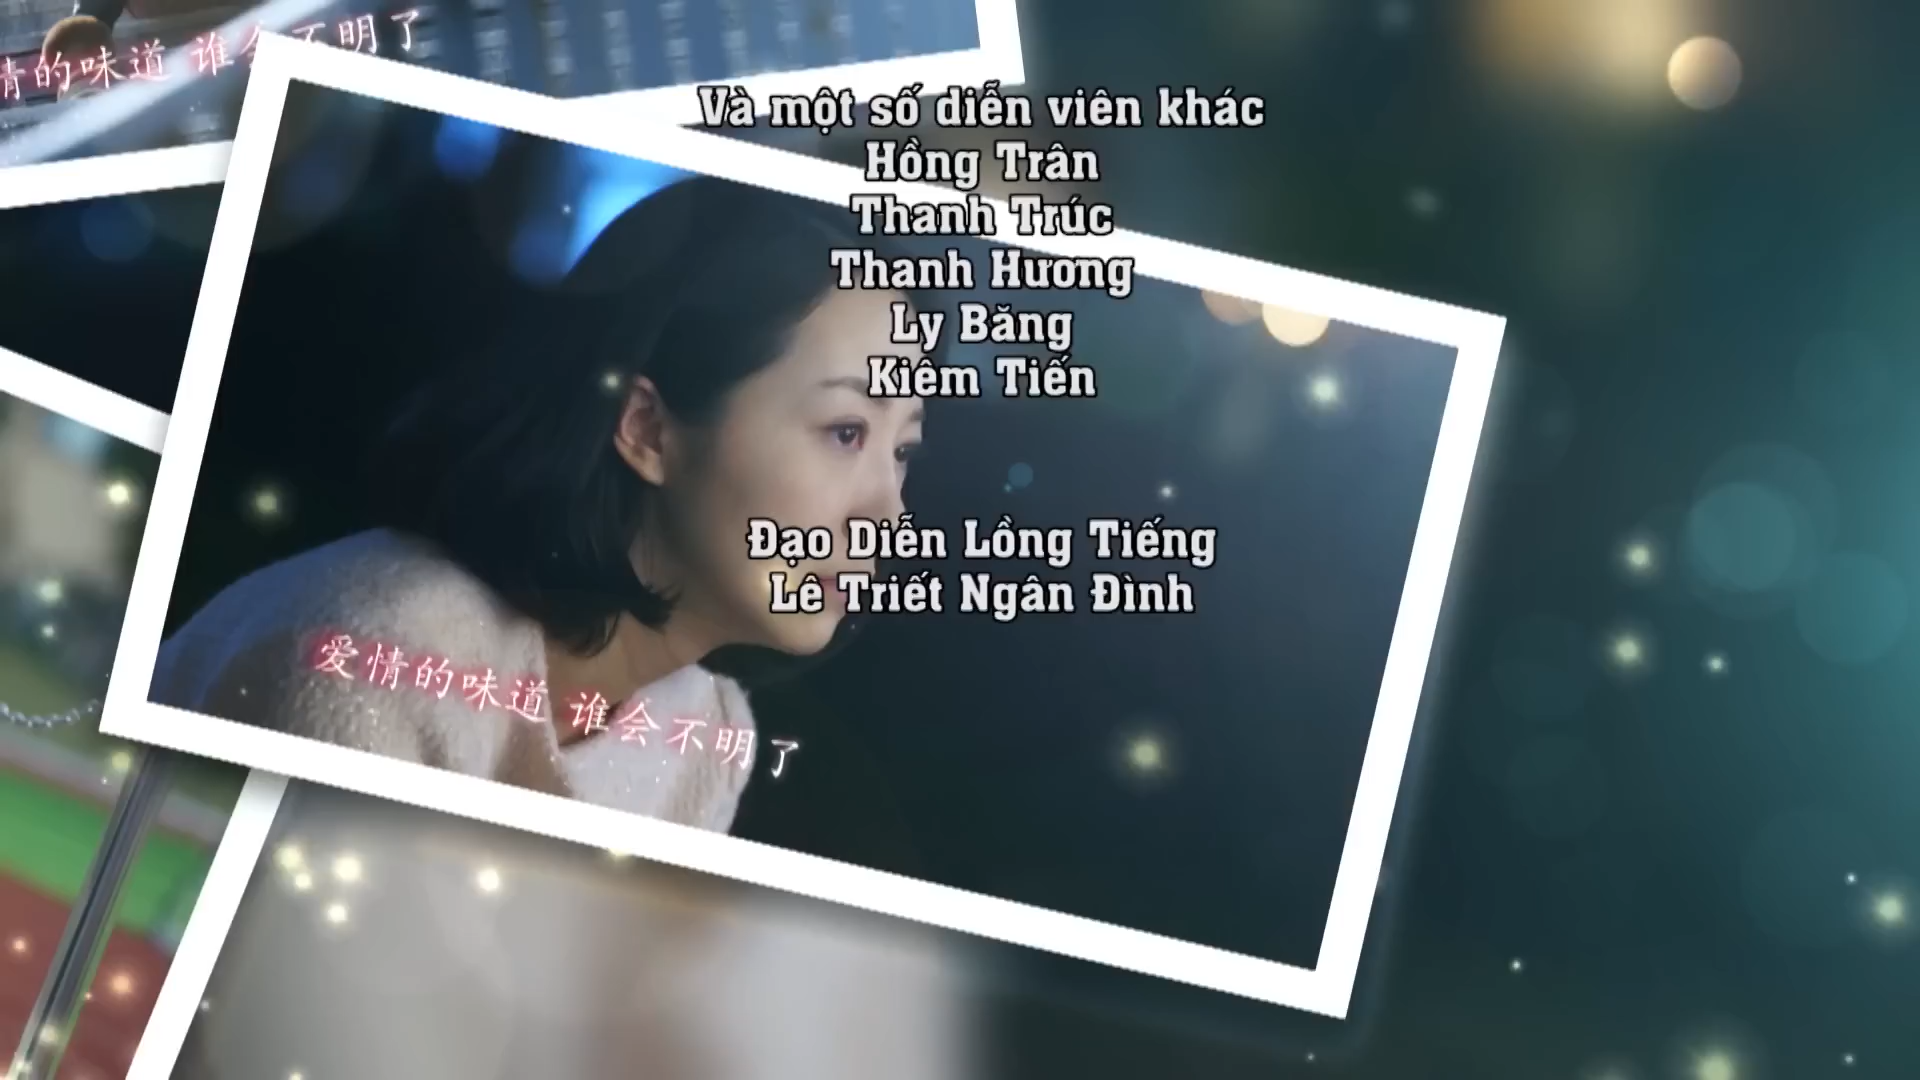 情的味道 谁会不明了
Và một số diễn viên khác
Hồng Trân
Thanh Trúc
Thanh Hương
Ly Băng
Kiêm Tiến
Đạo Diễn Lồng Tiếng
Lê Triết Ngân Đình
爱情的味道 谁会不明了